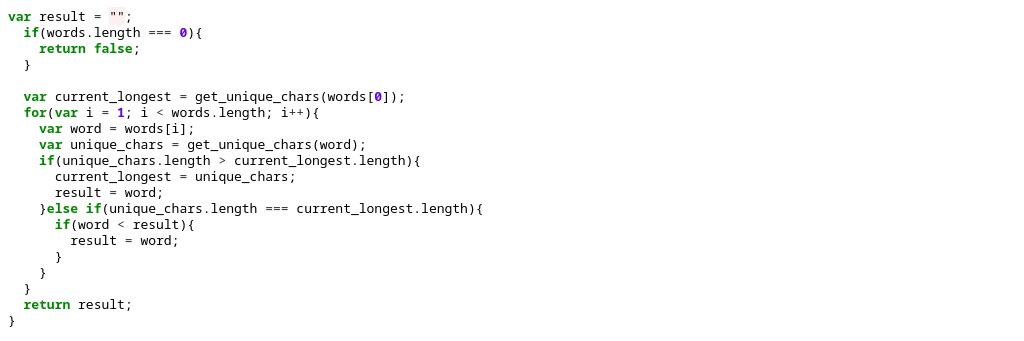 var result = "";
  if(words.length === 0){
    return false;
  }

  var current_longest = get_unique_chars(words[0]);
  for(var i = 1; i < words.length; i++){
    var word = words[i];
    var unique_chars = get_unique_chars(word);
    if(unique_chars.length > current_longest.length){
      current_longest = unique_chars;
      result = word;
    }else if(unique_chars.length === current_longest.length){
      if(word < result){
        result = word;
      }
    }
  }
  return result;
}